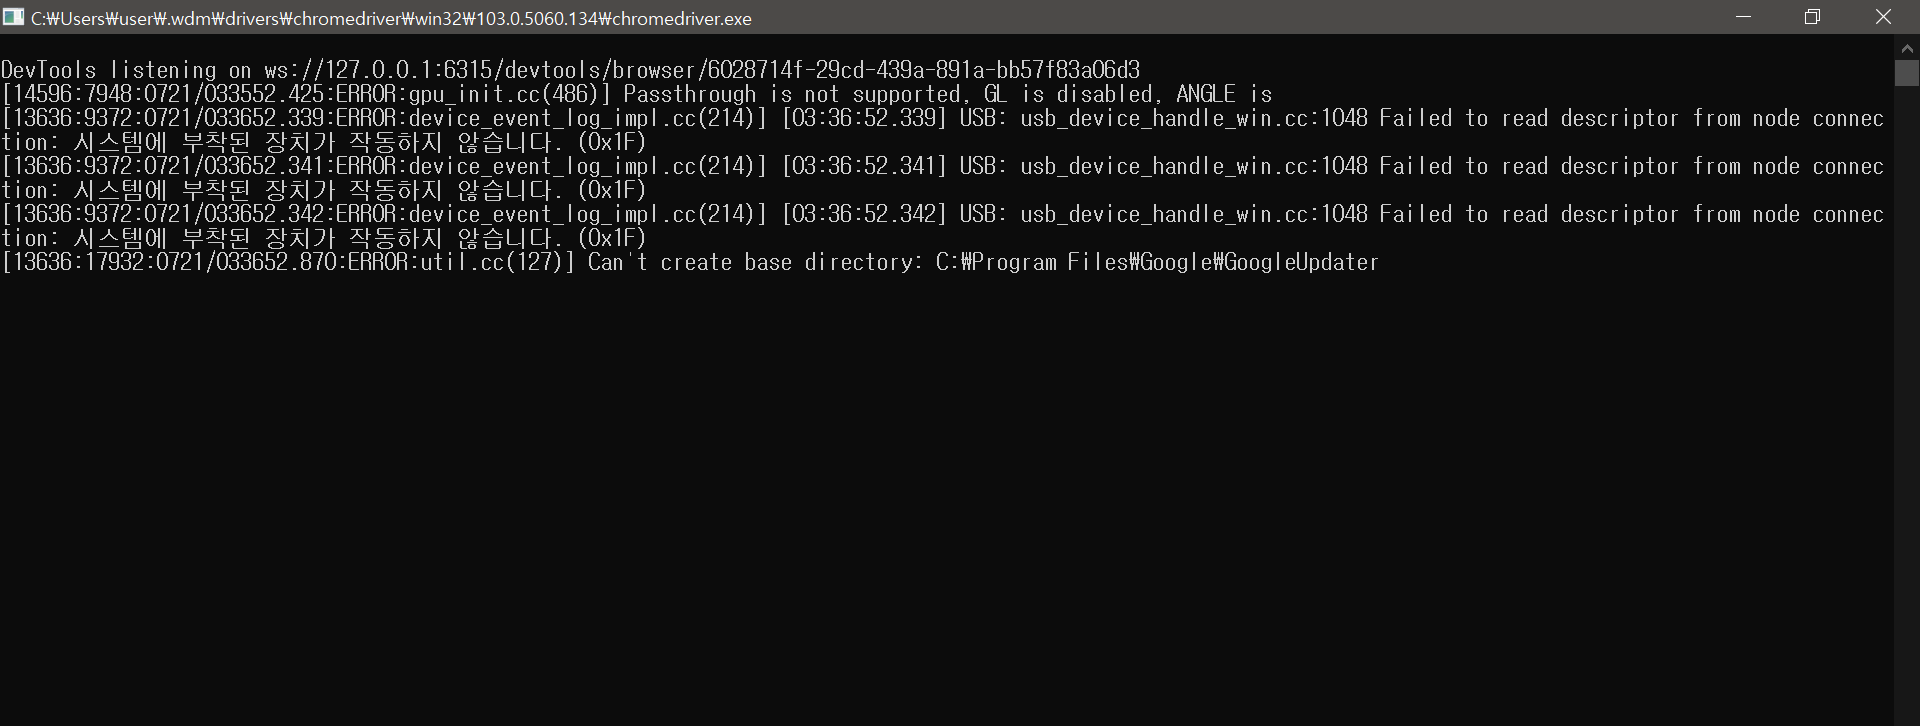 C:₩Users₩user₩.wdm₩drivers₩chromedriver₩win32₩103.0.5060.134₩chromedriver.exe
DevTools listening on ws://127.0.0.1:6315/devtools/browser/6028714f-29cd-439a-891a-bb57f83a06d3
[14596:7948:0721/033552.425:ERROR:gpu_init.cc(486)] Passthrough is not supported, GL is disabled, ANGLE is
[13636:9372:0721/033652.339:ERROR:device_event_log_impl.cc(214)] [03:36:52.339] USB: usb_device_handle_win.cc:1048 Failed to read descriptor from node connec
tion: 시스템에 부착된 장치가 작동하지 않습니다. (0x1F)
[13636:9372:0721/033652.341:ERROR:device_event_log_impl.cc(214)] [03:36:52.341] USB: usb_device_handle_win.cc:1048 Failed to read descriptor from node connec
tion: 시스템에 부착된 장치가 작동하지 않습니다. (0x1F)
[13636:9372:0721/033652.342:ERROR:device_event_log_impl.cc(214)] [03:36:52.342] USB: usb_device_handle_win.cc:1048 Failed to read descriptor from node connec
tion: 시스템에 부착된 장치가 작동하지 않습니다. (0x1F)
[13636:17932:0721/033652.870:ERROR:util.cc(127)] Can't create base directory: C:₩Program Files₩Google₩GoogleUpdater